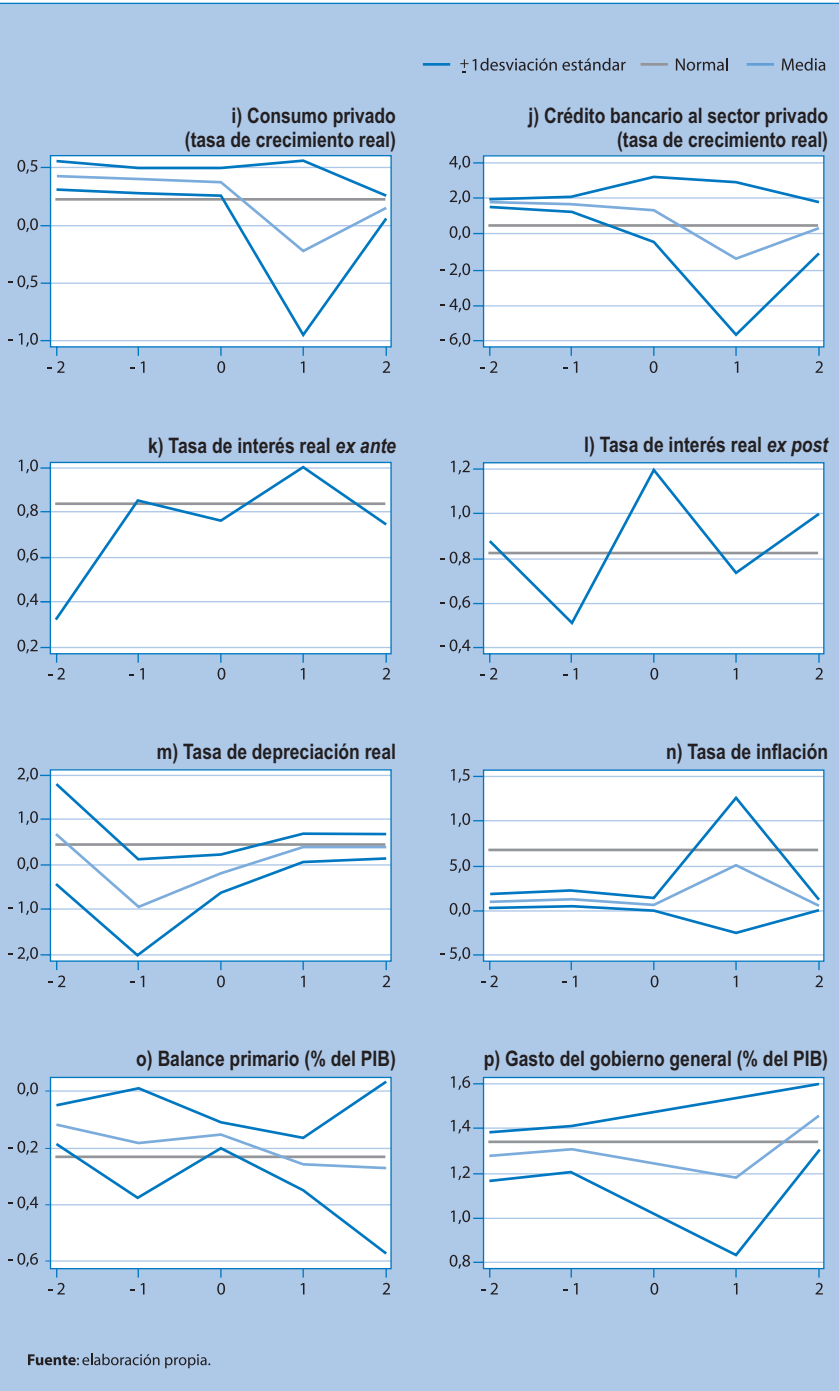 ± 1desviación estándar Normal Media
i) Consumo privado
(tasa de crecimiento real)
0,5
0,0
- 0,5
- 1,0
- 2 - 1 0 1 2
j) Crédito bancario al sector privado
(tasa de crecimiento real)
4,0
2,0
0,0
- 2,0
- 4,0
- 6,0
- 2 - 1 0 1 2
k) Tasa de interés real ex ante
1,0
0,8
0,6
0,4
0,2
- 2 - 1 0 1 2
l) Tasa de interés real ex post
1,2
1,0
- 0,8
- 0,6
- 0,4
- 2 - 1 0 1 2
m) Tasa de depreciación real
2,0
1,0
0,0
- 1,0
- 2,0
- 2 - 1 0 1 2
n) Tasa de inflación
1,5
1,0
5,0
0,0
- 5,0
- 2 - 1 0 1 2
o) Balance primario (% del PIB)
0,0
- 0,2
- 0,4
- 0,6
-2 -1 0 1 2
p) Gasto del gobierno general (% del PIB)
1,6
1,4
1,2
1,0
0,8
-2 -1 0 1 2
Fuente: elaboración propia.